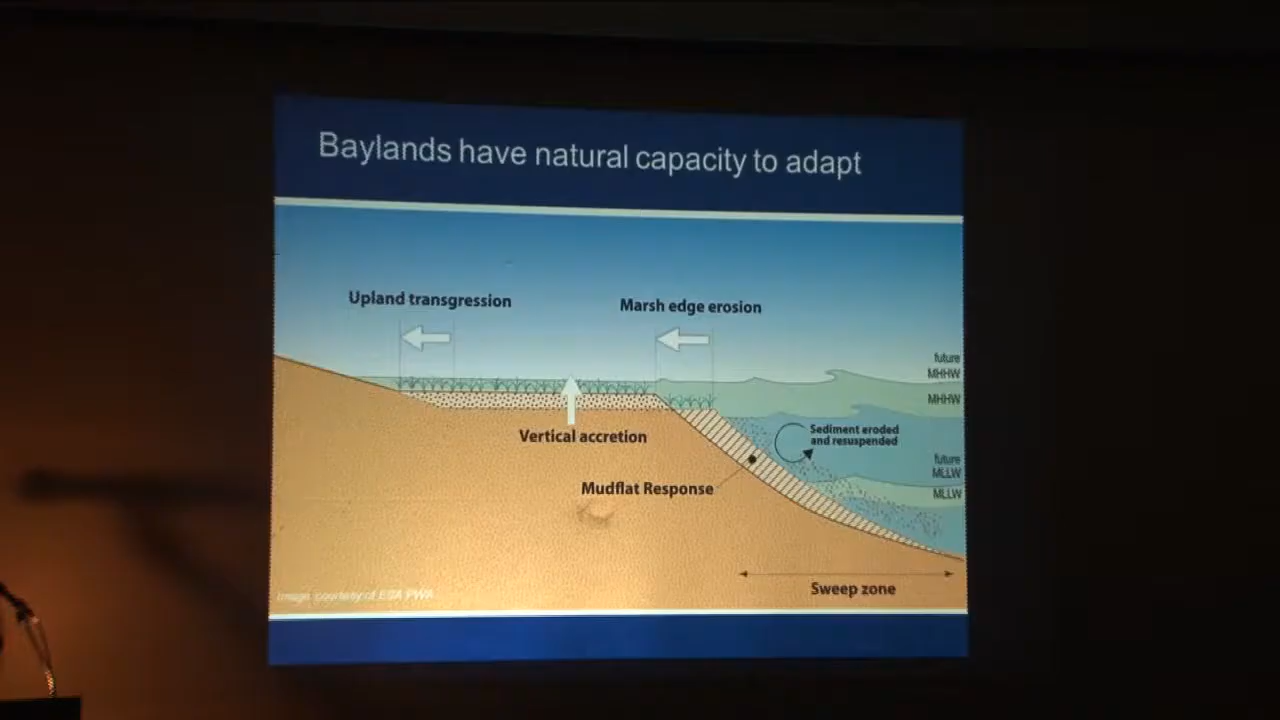 Baylands have natural capacity to adapt
Upland transgression
Marsh edge erosion
future
MHHW
MHHW
Vertical accretion
Sediment eroded
and resuspended
future
MLLW
MLLW
Mudflat Response
Sweep zone
Image courtesy of ESA PWA